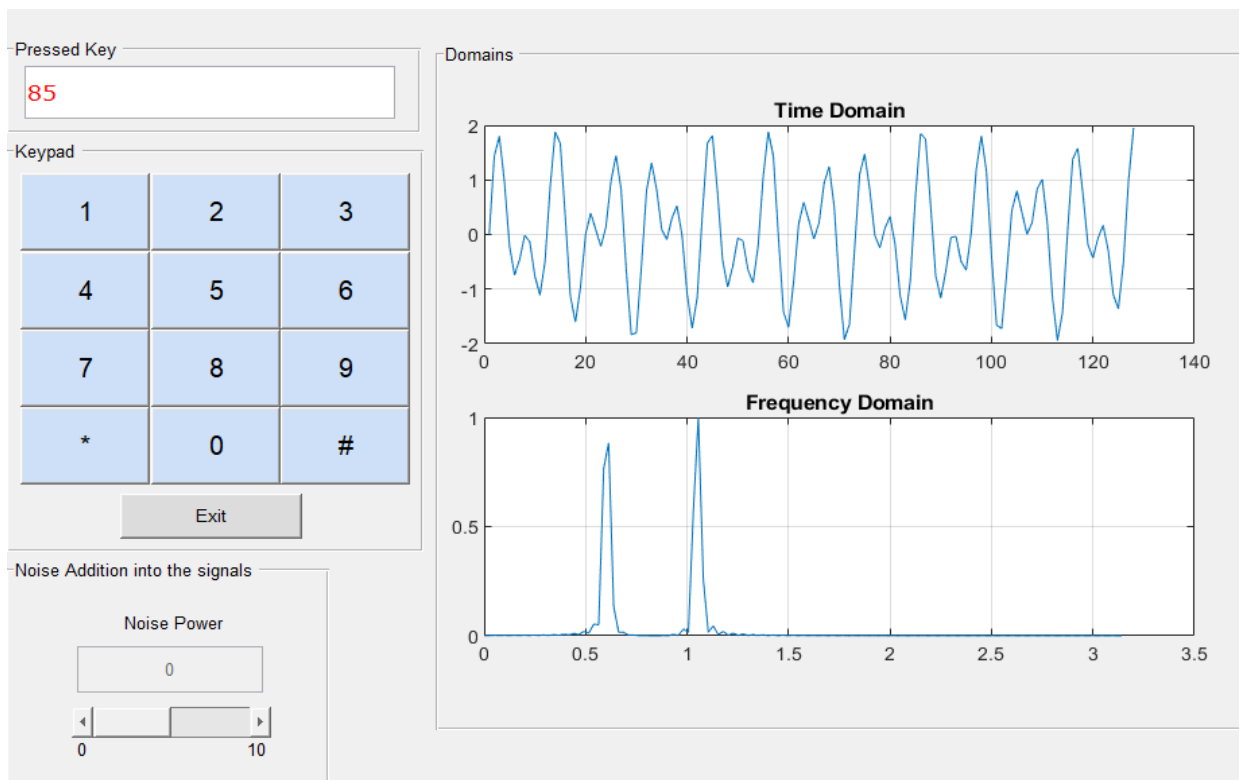 Pressed Key
85
Keypad
1 2 3
4 5 6
7 8 9
* 0 #
Exit
Noise Addition into the signals
Noise Power
0
0 10
Domains
Time Domain
2
1
0
-1
-2
0 20 40 60 80 100 120 140
Frequency Domain
1
0.5
0
0 0.5 1 1.5 2 2.5 3 3.5